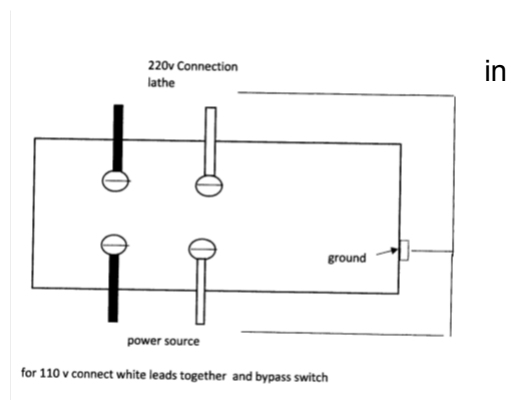 220v Connection
lathe
in
ground
power source
for 110 v connect white leads together and bypass switch